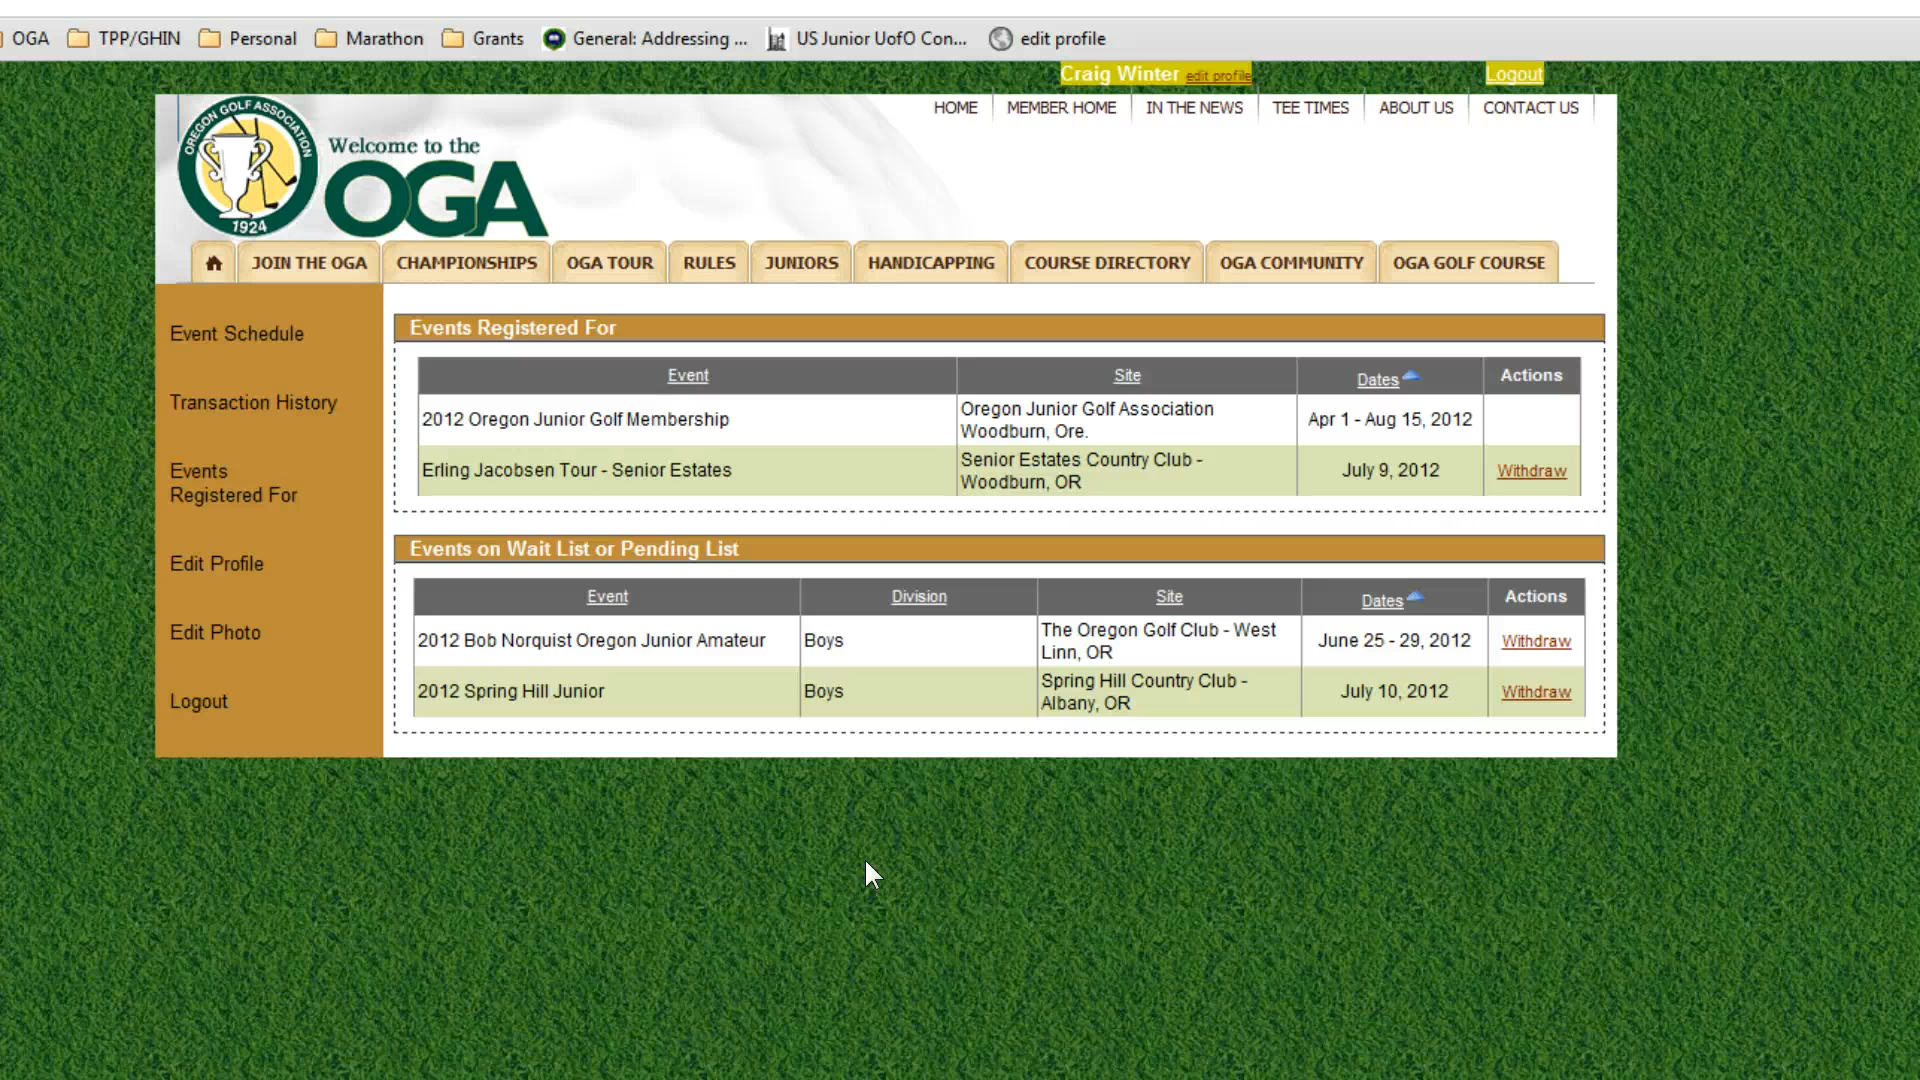 OGA TPP/GHIN Personal Marathon Grants General: Addressing ... US Junior UofO Con... edit profile
Craig Winter edit profile Logout
HOME MEMBER HOME IN THE NEWS TEE TIMES ABOUT US CONTACT US
OREGON GOLF ASSOCIATION
1924
Welcome to the
OGA
JOIN THE OGA CHAMPIONSHIPS OGA TOUR RULES JUNIORS HANDICAPPING COURSE DIRECTORY OGA COMMUNITY OGA GOLF COURSE
Event Schedule
Transaction History
Events
Registered For
Edit Profile
Edit Photo
Logout
Events Registered For
Event Site Dates Actions
2012 Oregon Junior Golf Membership Oregon Junior Golf Association Apr 1 - Aug 15, 2012
Woodburn, Ore.
Erling Jacobsen Tour - Senior Estates Senior Estates Country Club - July 9, 2012 Withdraw
Woodburn, OR
Events on Wait List or Pending List
Event Division Site Dates Actions
2012 Bob Norquist Oregon Junior Amateur Boys The Oregon Golf Club - West June 25 - 29, 2012 Withdraw
Linn, OR
2012 Spring Hill Junior Boys Spring Hill Country Club - July 10, 2012 Withdraw
Albany, OR